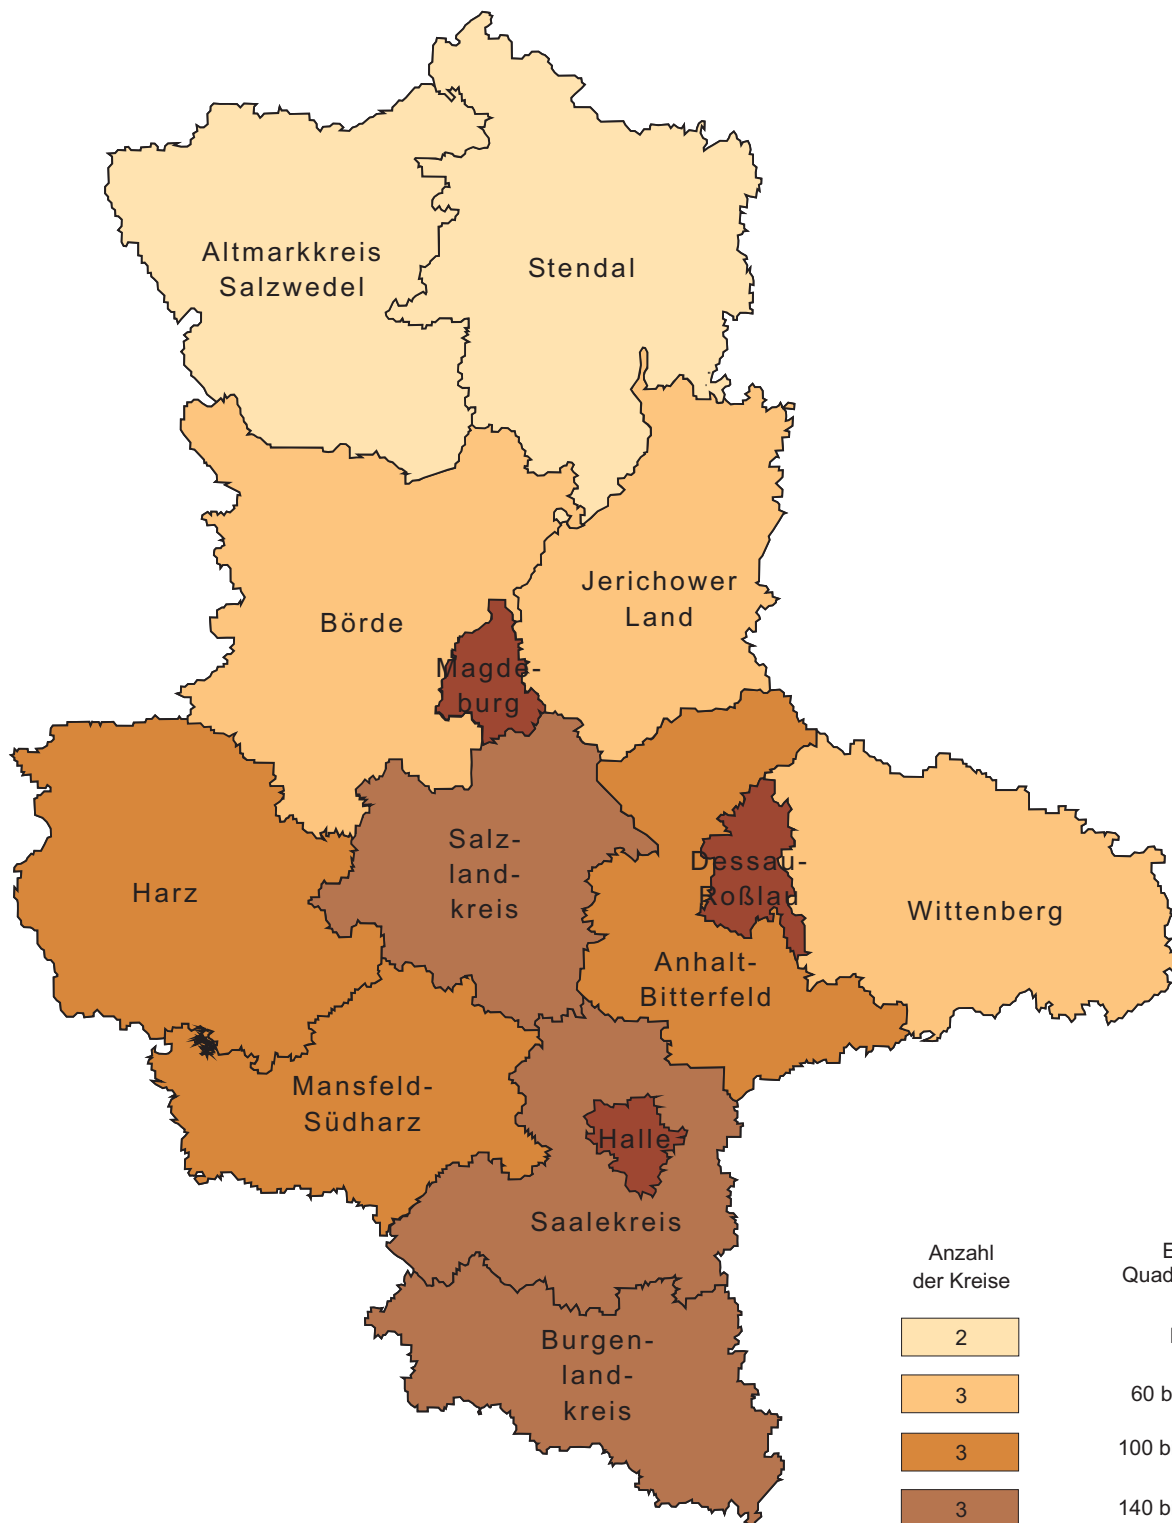 Altmarkkreis
Salzwedel
Stendal
Jerichower
Land
Börde
Magde-
burg
Salz-
land-
kreis
Harz
Dessau-
Roßlau
Wittenberg
Anhalt-
Bitterfeld
Mansfeld-
Südharz
Halle
Saalekreis
Burgen-
land-
kreis
Anzahl
der Kreise
2
3
60 b
3
100 b
3
140 b